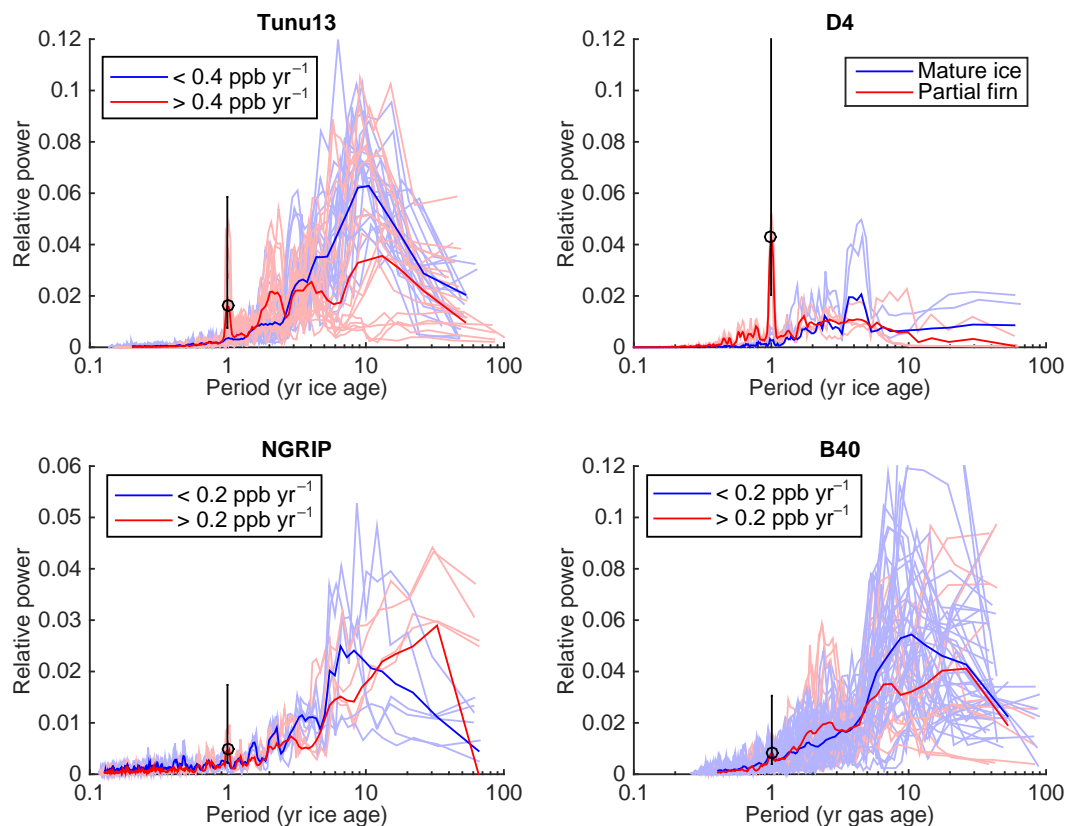 Tunu13
0.12
0.1
0.08
0.06
0.04
0.02
0
Relative power
< 0.4 ppb yr⁻¹
> 0.4 ppb yr⁻¹
0.1 1 10 100
Period (yr ice age)
D4
0.12
0.1
0.08
0.06
0.04
0.02
0
Relative power
Mature ice
Partial firn
0.1 1 10 100
Period (yr ice age)
NGRIP
0.06
0.05
0.04
0.03
0.02
0.01
0
Relative power
< 0.2 ppb yr⁻¹
> 0.2 ppb yr⁻¹
0.1 1 10 100
Period (yr ice age)
B40
0.12
0.1
0.08
0.06
0.04
0.02
0
Relative power
< 0.2 ppb yr⁻¹
> 0.2 ppb yr⁻¹
0.1 1 10 100
Period (yr gas age)